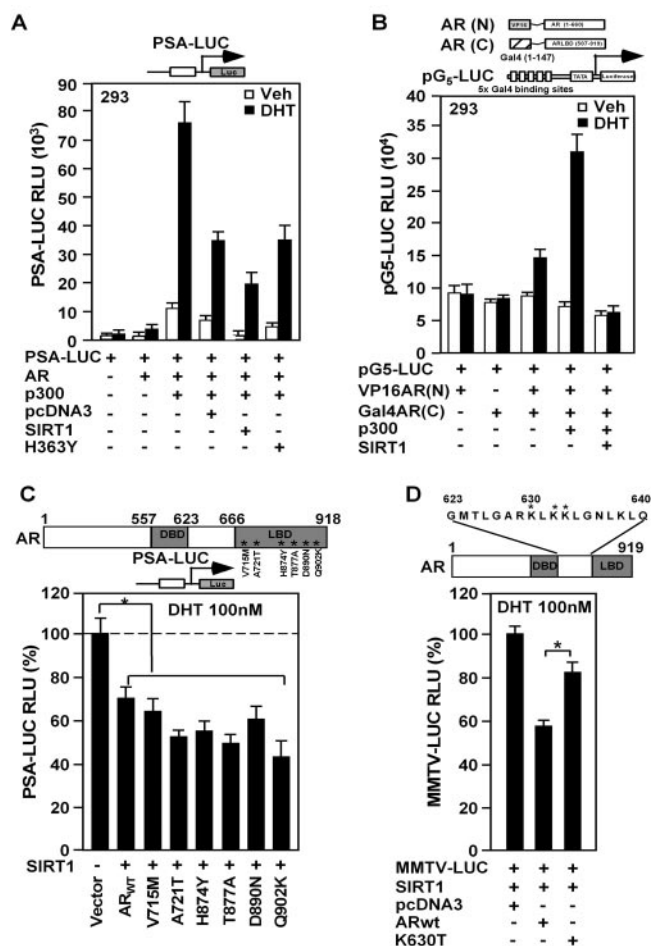 A
PSA-LUC
Luc
PSA-LUC RLU (10³)
90
80
70
60
50
40
30
20
10
0
293
Veh
DHT
PSA-LUC + + + + + +
AR - + + + + +
p300 - - + + + +
pcDNA3 - - - + - -
SIRT1 - - - - + -
H363Y - - - - - +
B
AR (N)
VP16
AR (1-660)
AR (C)
Gal4 (1-147)
pG5-LUC
TATA
Luciferase
5x Gal4 binding sites
pG5-LUC RLU (10⁴)
40
35
30
25
20
15
10
5
0
293
Veh
DHT
pG5-LUC + + + + +
VP16AR(N) + - + + +
Gal4AR(C) - + + + +
p300 - - - + +
SIRT1 - - - - +
C
1 557 623 666 918
AR
DBD
LBD
* * * * * *
V715M
A721T
H874Y
T877A
D890N
Q902K
PSA-LUC
Luc
PSA-LUC RLU (%)
120
100
80
60
40
20
0
DHT 100nM
*
SIRT1 - + + + + + + +
Vector
ARWT
V715M
A721T
H874Y
T877A
D890N
Q902K
D
623 630 640
* * *
G M T L G A R K L K K L G N L K L Q
1 919
AR
DBD
LBD
MMTV-LUC RLU (%)
120
100
80
60
40
20
0
DHT 100nM
*
MMTV-LUC + + +
SIRT1 + + +
pcDNA3 + - -
ARwt - + -
K630T - - +